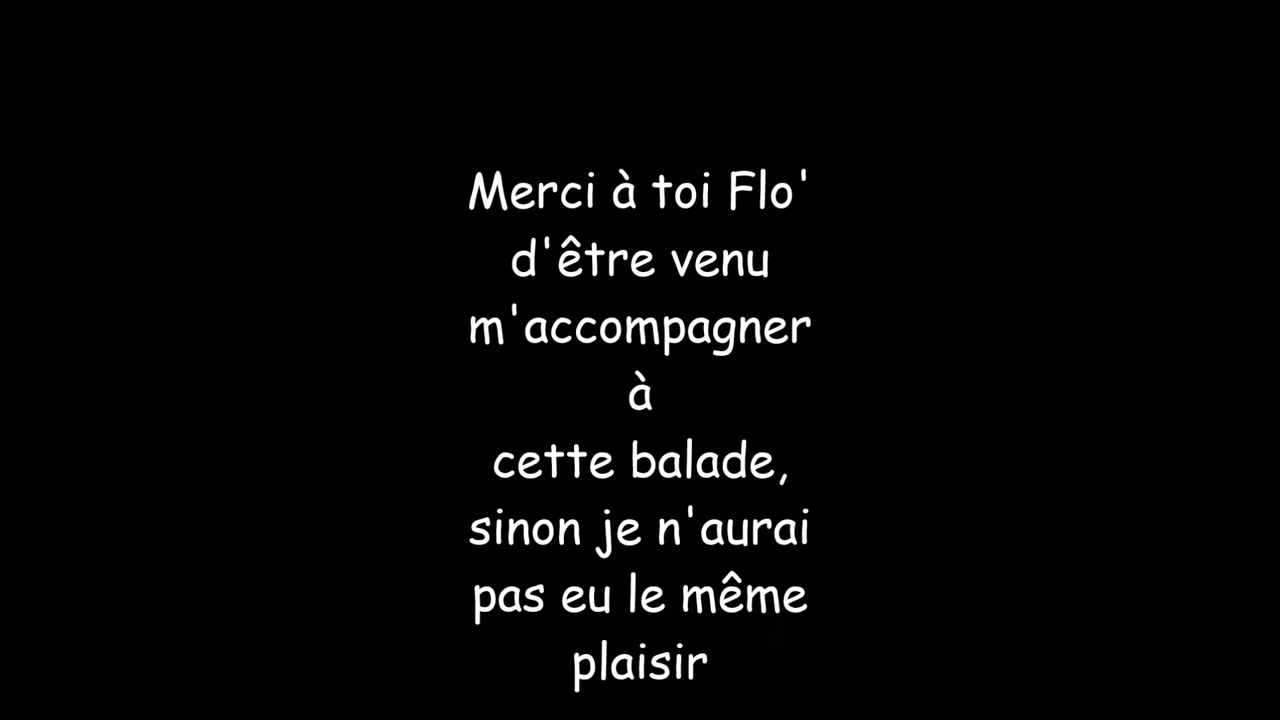 Merci à toi Flo'
d'être venu
m'accompagner
à
cette balade,
sinon je n'aurai
pas eu le même
plaisir